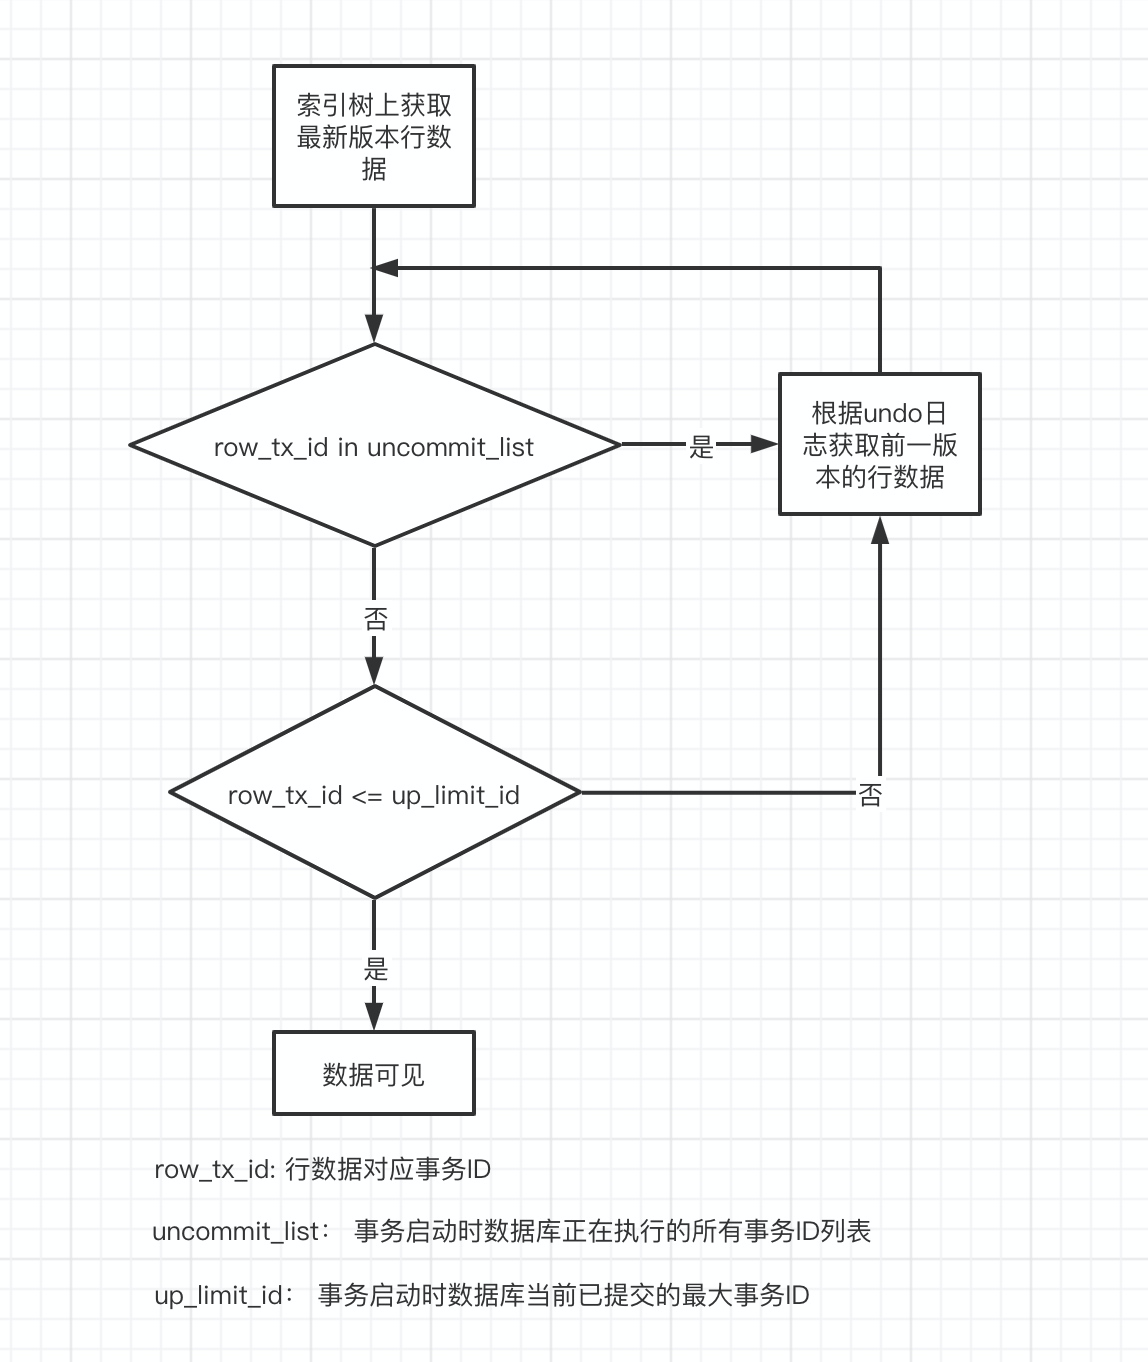 索引树上获取
最新版本行数
据
row_tx_id in uncommit_list
是
根据undo日
志获取前一版
本的行数据
否
row_tx_id <= up_limit_id
否
是
数据可见
row_tx_id: 行数据对应事务ID
uncommit_list： 事务启动时数据库正在执行的所有事务ID列表
up_limit_id： 事务启动时数据库当前已提交的最大事务ID